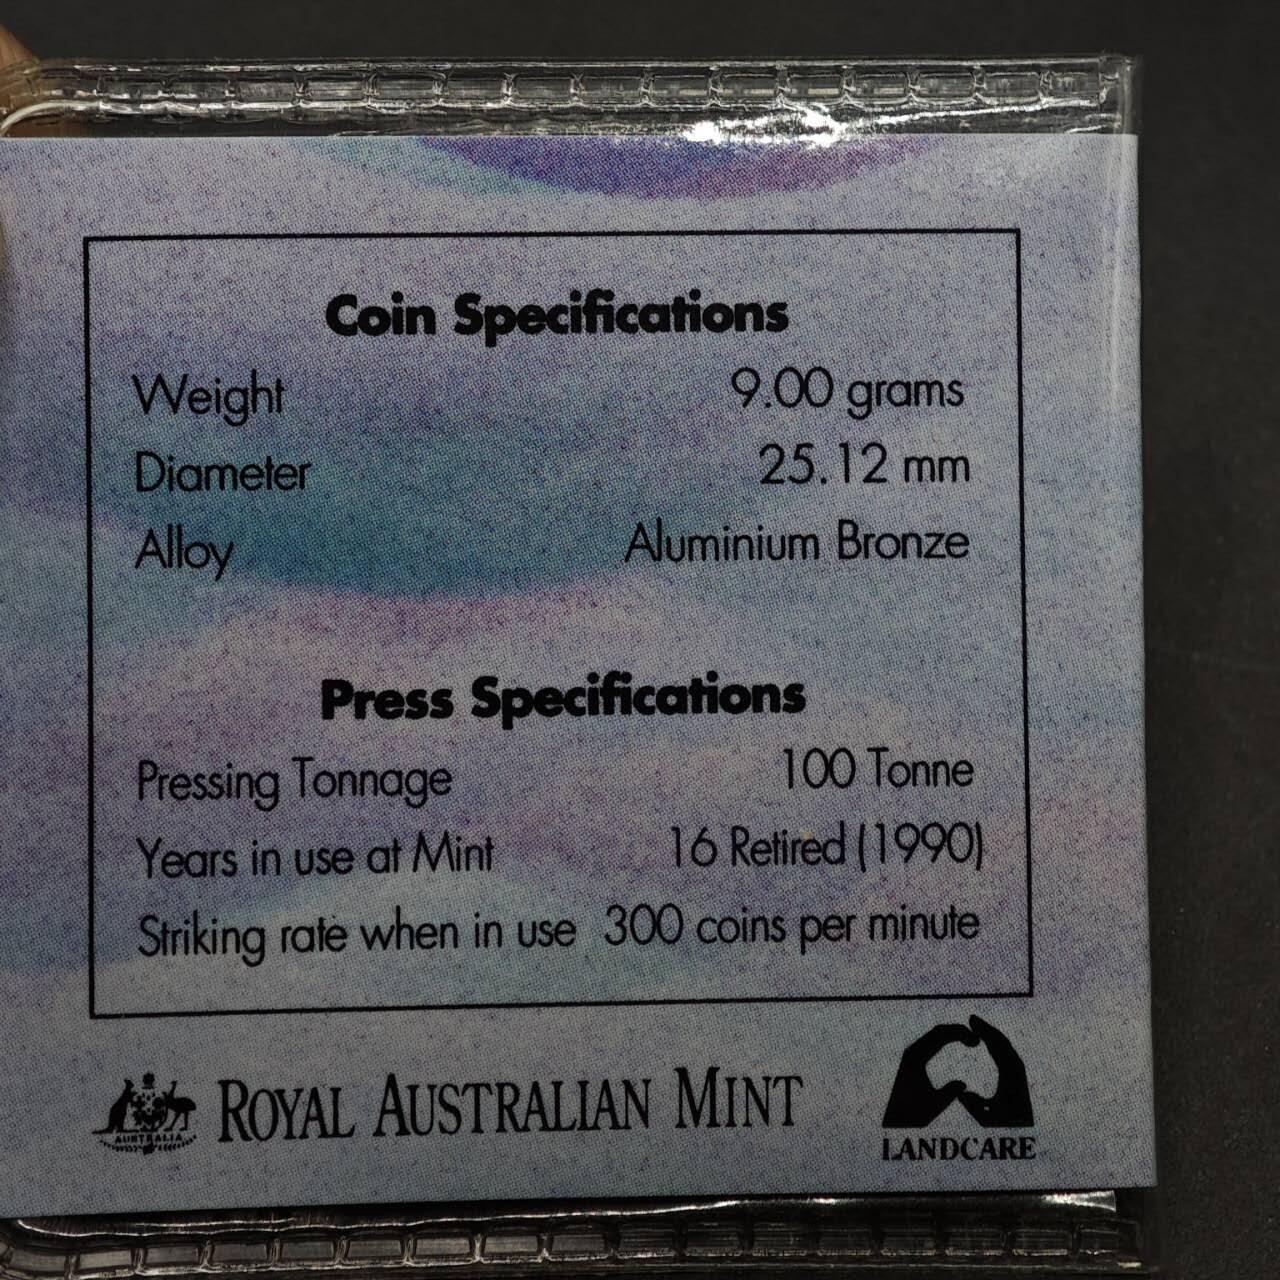 Coin Specifications
Weight 9.00 grams
Diameter 25.12 mm
Alloy Aluminium Bronze
Press Specifications
Pressing Tonnage 100 Tonne
Years in use at Mint 16 Retired (1990)
Striking rate when in use 300 coins per minute
AUSTRALIA
ROYAL AUSTRALIAN MINT
LANDCARE